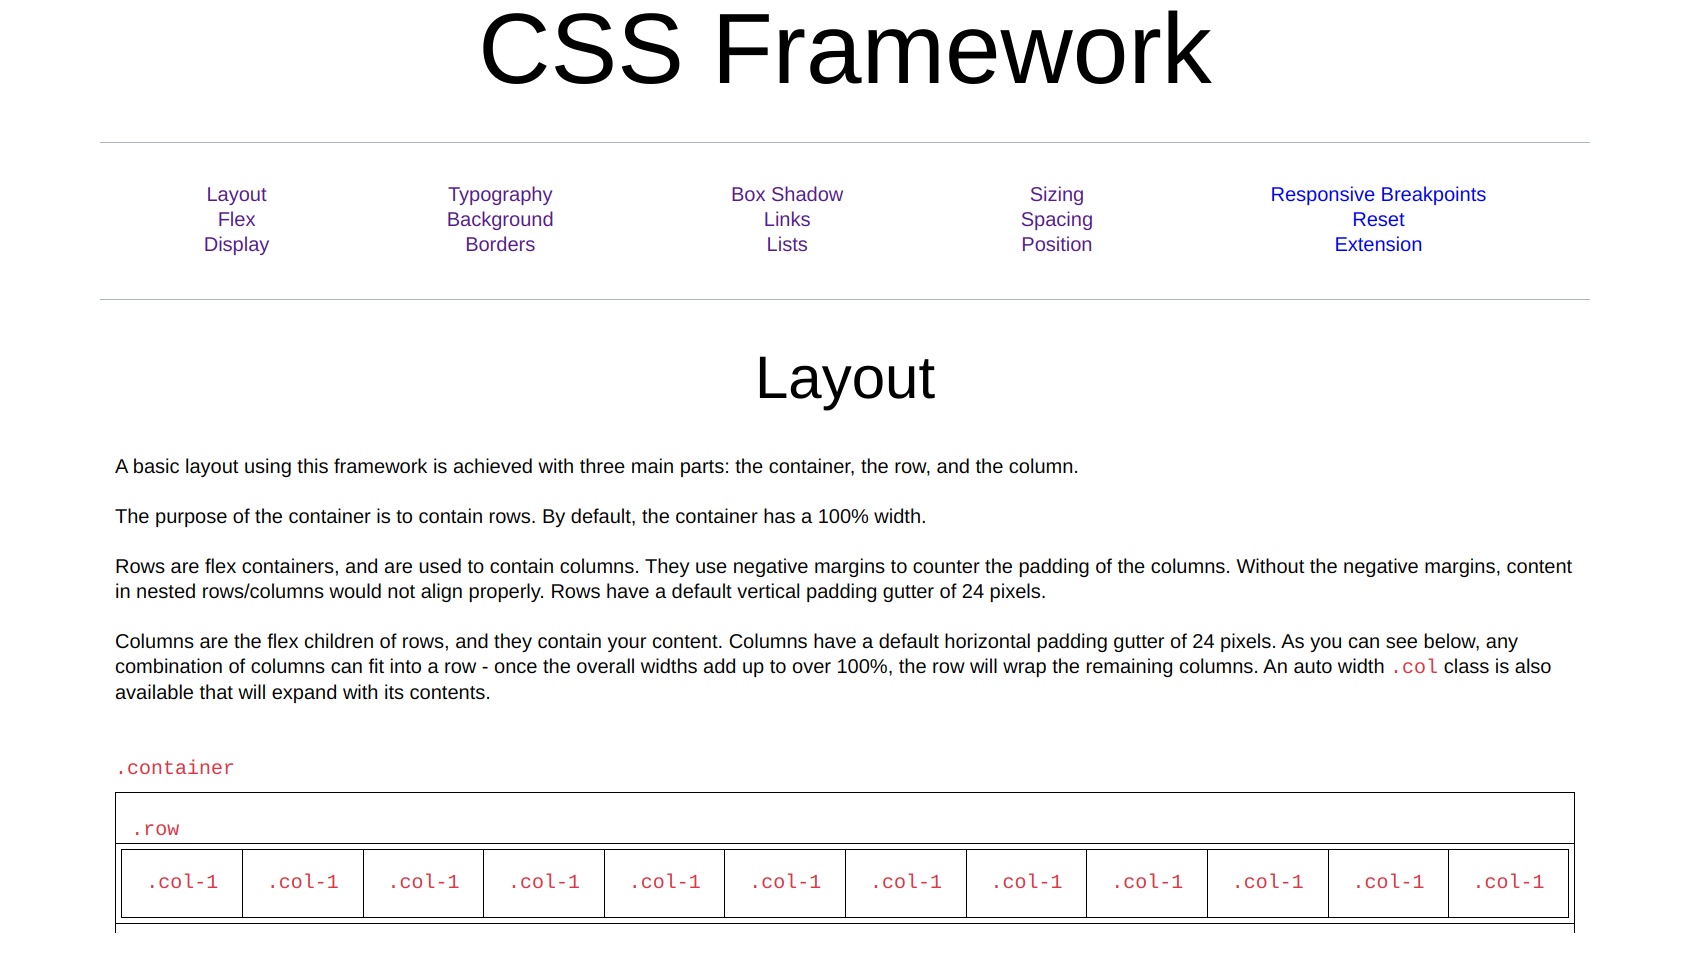 CSS Framework
Layout Typography Box Shadow Sizing Responsive Breakpoints
Flex Background Links Spacing Reset
Display Borders Lists Position Extension
Layout
A basic layout using this framework is achieved with three main parts: the container, the row, and the column.
The purpose of the container is to contain rows. By default, the container has a 100% width.
Rows are flex containers, and are used to contain columns. They use negative margins to counter the padding of the columns. Without the negative margins, content
in nested rows/columns would not align properly. Rows have a default vertical padding gutter of 24 pixels.
Columns are the flex children of rows, and they contain your content. Columns have a default horizontal padding gutter of 24 pixels. As you can see below, any
combination of columns can fit into a row - once the overall widths add up to over 100%, the row will wrap the remaining columns. An auto width .col class is also
available that will expand with its contents.
.container
.row
.col-1 .col-1 .col-1 .col-1 .col-1 .col-1 .col-1 .col-1 .col-1 .col-1 .col-1 .col-1